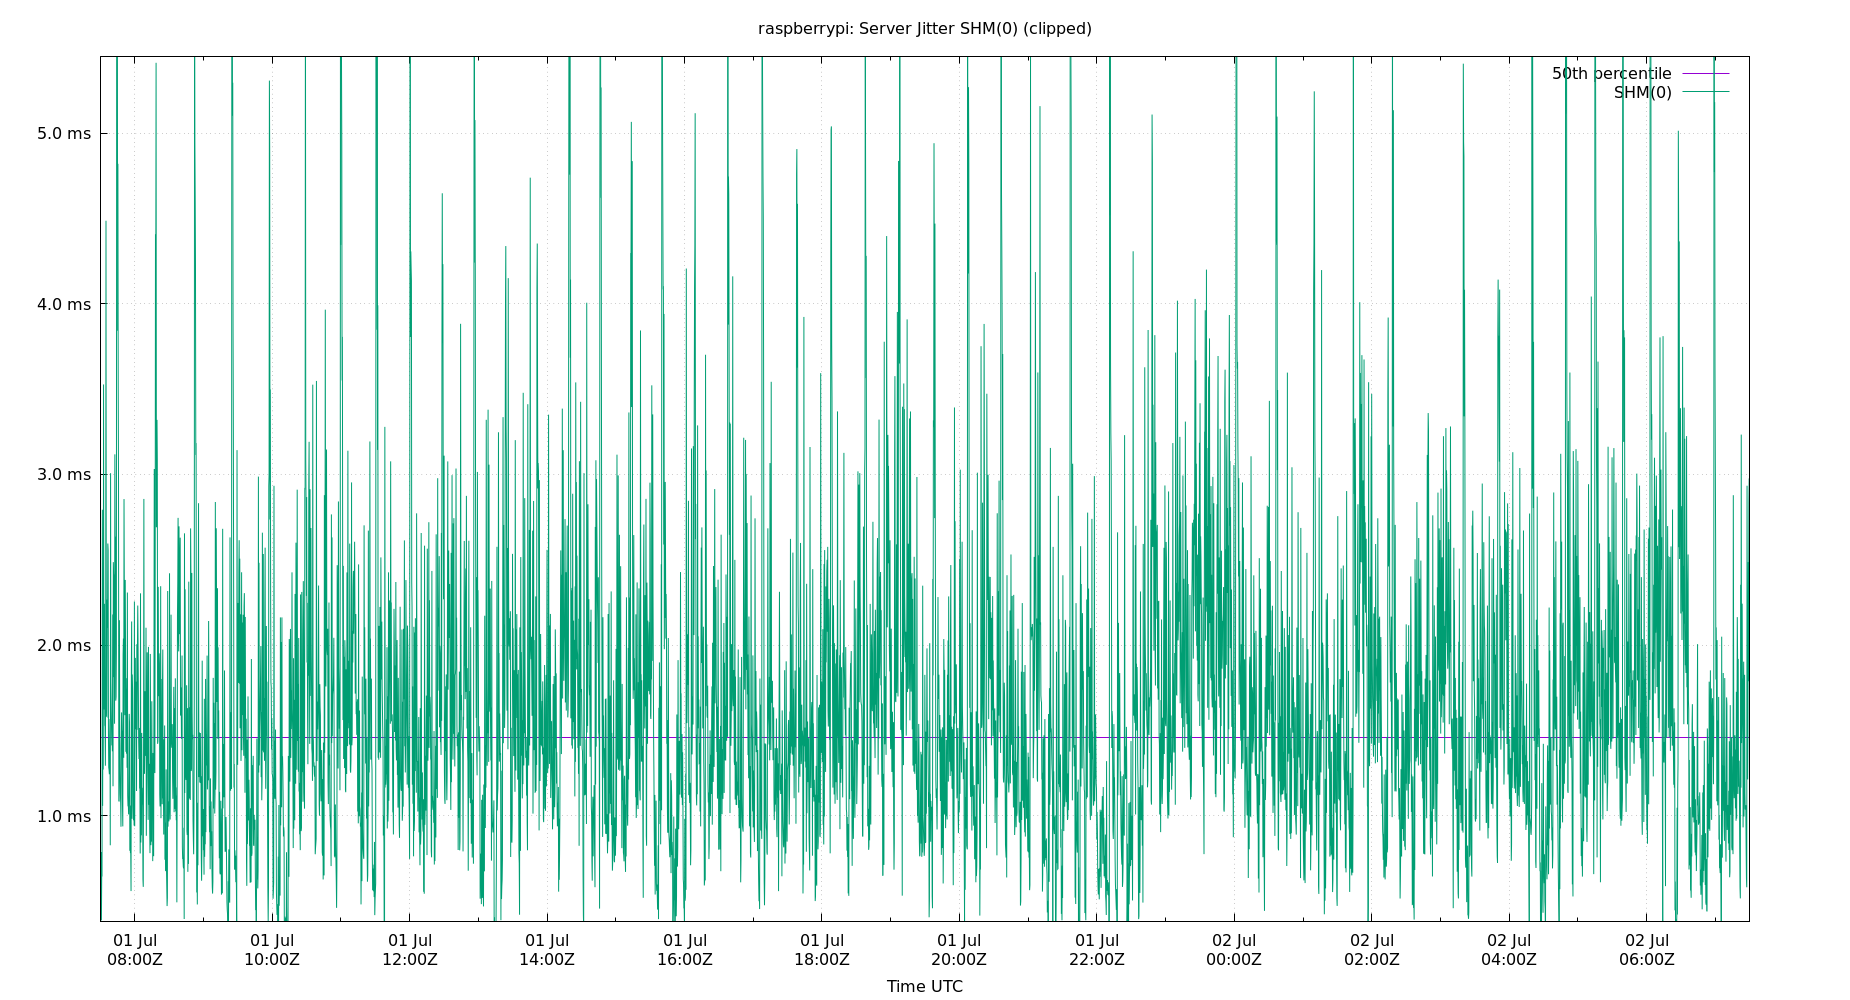 raspberrypi: Server Jitter SHM(0) (clipped)
50th percentile
SHM(0)
5.0 ms
4.0 ms
3.0 ms
2.0 ms
1.0 ms
01 Jul 01 Jul 01 Jul 01 Jul 01 Jul 01 Jul 01 Jul 01 Jul 02 Jul 02 Jul 02 Jul 02 Jul
08:00Z 10:00Z 12:00Z 14:00Z 16:00Z 18:00Z 20:00Z 22:00Z 00:00Z 02:00Z 04:00Z 06:00Z
Time UTC